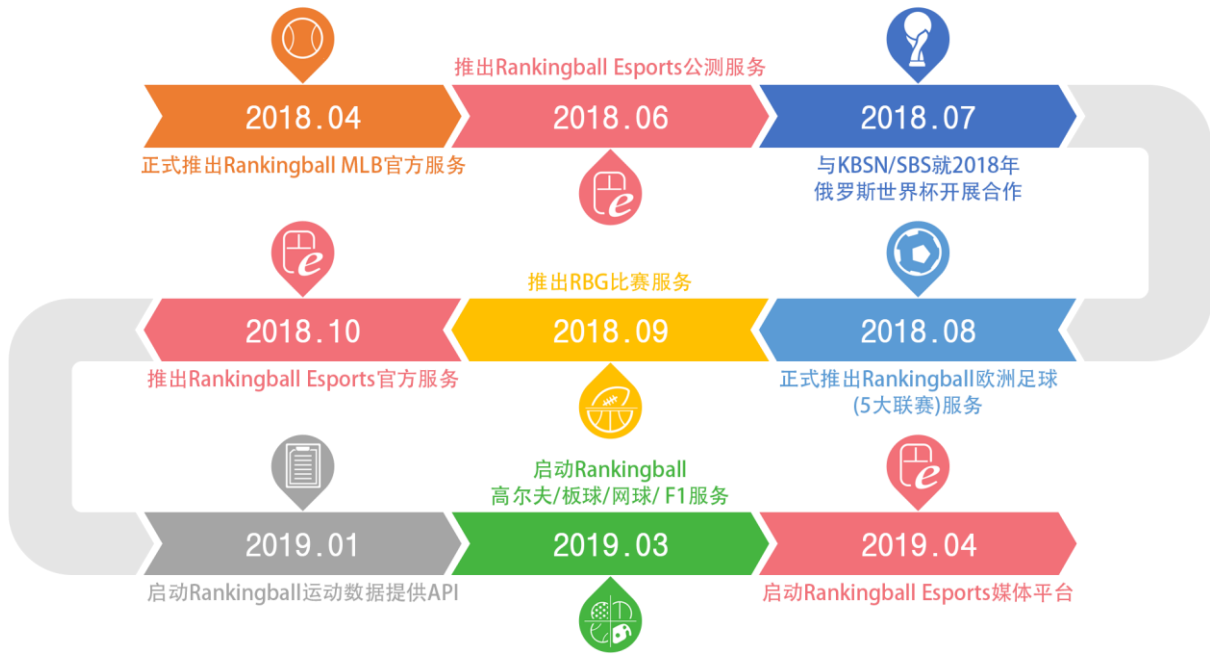 2018.04
正式推出Rankingball MLB官方服务
推出Rankingball Esports公测服务
2018.06
2018.07
与KBSN/SBS就2018年
俄罗斯世界杯开展合作
2018.08
正式推出Rankingball欧洲足球
(5大联赛)服务
推出RBG比赛服务
2018.09
2018.10
推出Rankingball Esports官方服务
2019.01
启动Rankingball运动数据提供API
启动Rankingball
高尔夫/板球/网球/ F1服务
2019.03
2019.04
启动Rankingball Esports媒体平台